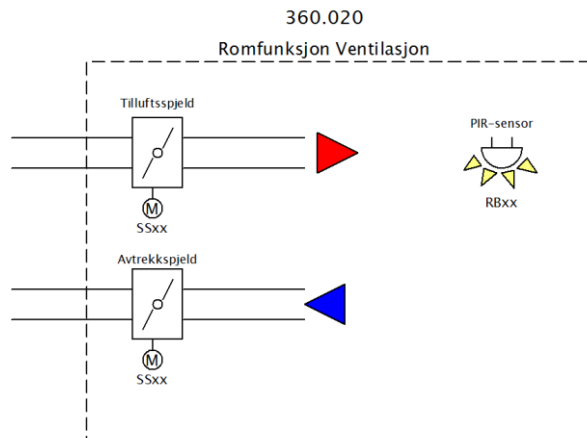 360.020
Romfunksjon Ventilasjon
Tilluftsspjeld
PIR-sensor
M
SSxx
RBxx
Avtrekkspjeld
M
SSxx